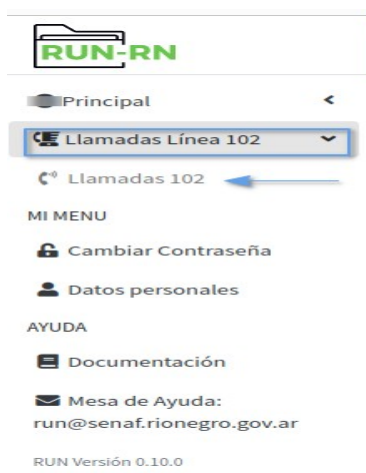 RUN-RN
Principal
Llamadas Línea 102
Llamadas 102
MI MENU
Cambiar Contraseña
Datos personales
AYUDA
Documentación
Mesa de Ayuda:
run@senaf.rionegro.gov.ar
RUN Versión 0.10.0